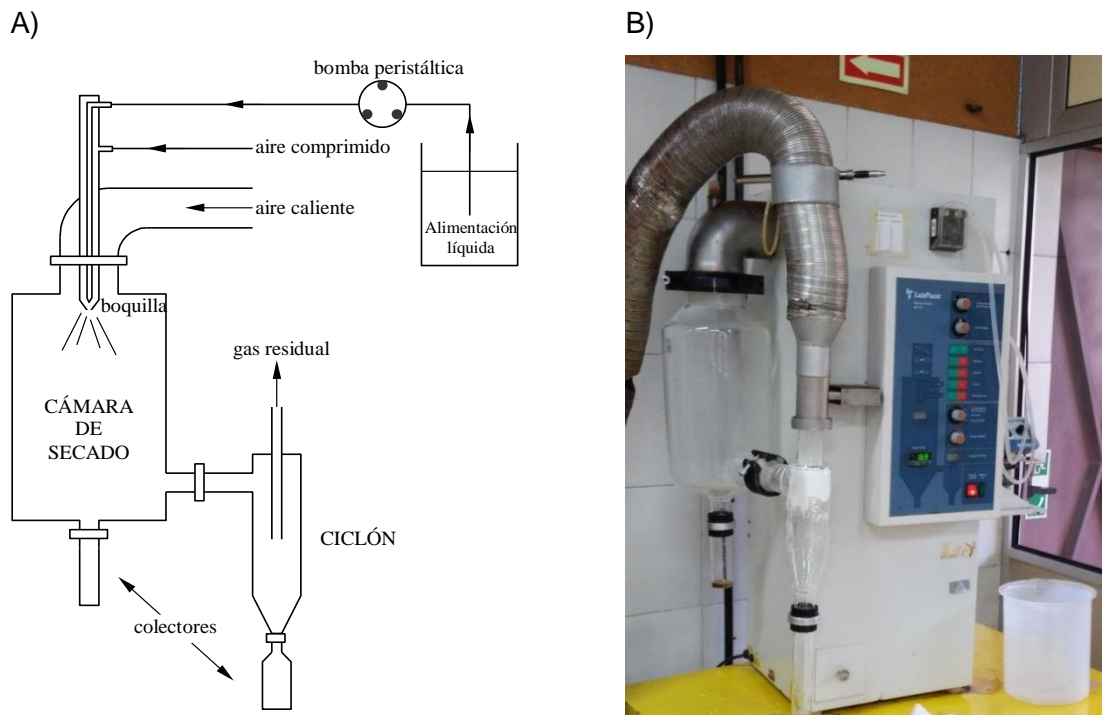 A)
B)
bomba peristáltica
aire comprimido
aire caliente
Alimentación
líquida
boquilla
gas residual
CÁMARA
DE
SECADO
CICLÓN
colectores
LabPlant